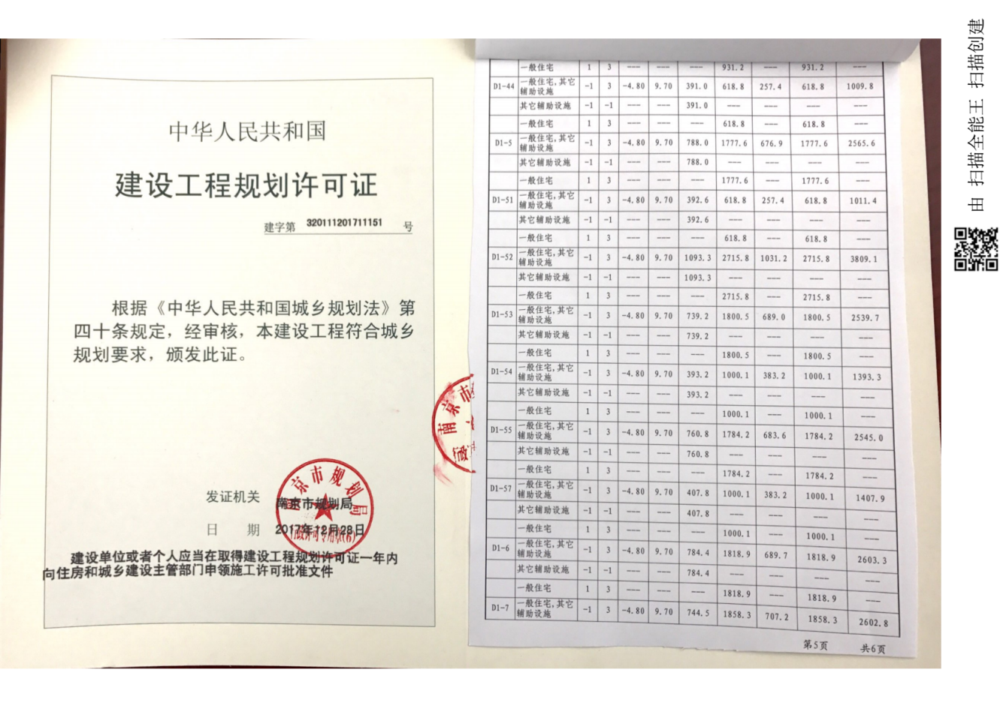 中华人民共和国
建设工程规划许可证
建字第 320111201711151 号
根据《中华人民共和国城乡规划法》第
四十条规定，经审核，本建设工程符合城乡
规划要求，颁发此证。
发证机关 南京市规划局
日 期 2017年12月28日
建设单位或者个人应当在取得建设工程规划许可证一年内
向住房和城乡建设主管部门申领施工许可批准文件
南京市规划局
南京市
一般住宅 1 3 --- --- --- 931.2 --- 931.2 ---
D1-44 一般住宅,其它
辅助设施 -1 3 -4.80 9.70 391.0 618.8 257.4 618.8 1009.8
其它辅助设施 -1 -1 --- --- 391.0 --- --- --- ---
一般住宅 1 3 --- --- --- 618.8 --- 618.8 ---
D1-5 一般住宅,其它
辅助设施 -1 3 -4.80 9.70 788.0 1777.6 676.9 1777.6 2565.6
其它辅助设施 -1 -1 --- --- 788.0 --- --- --- ---
一般住宅 1 3 --- --- --- 1777.6 --- 1777.6 ---
D1-51 一般住宅,其它
辅助设施 -1 3 -4.80 9.70 392.6 618.8 257.4 618.8 1011.4
其它辅助设施 -1 -1 --- --- 392.6 --- --- --- ---
一般住宅 1 3 --- --- --- 618.8 --- 618.8 ---
D1-52 一般住宅,其它
辅助设施 -1 3 -4.80 9.70 1093.3 2715.8 1031.2 2715.8 3809.1
其它辅助设施 -1 -1 --- --- 1093.3 --- --- --- ---
一般住宅 1 3 --- --- --- 2715.8 --- 2715.8 ---
D1-53 一般住宅,其它
辅助设施 -1 3 -4.80 9.70 739.2 1800.5 689.0 1800.5 2539.7
其它辅助设施 -1 -1 --- --- 739.2 --- --- --- ---
一般住宅 1 3 --- --- --- 1800.5 --- 1800.5 ---
D1-54 一般住宅,其它
辅助设施 -1 3 -4.80 9.70 393.2 1000.1 383.2 1000.1 1393.3
其它辅助设施 -1 -1 --- --- 393.2 --- --- --- ---
一般住宅 1 3 --- --- --- 1000.1 --- 1000.1 ---
D1-55 一般住宅,其它
辅助设施 -1 3 -4.80 9.70 760.8 1784.2 683.6 1784.2 2545.0
其它辅助设施 -1 -1 --- --- 760.8 --- --- --- ---
一般住宅 1 3 --- --- --- 1784.2 --- 1784.2 ---
D1-57 一般住宅,其它
辅助设施 -1 3 -4.80 9.70 407.8 1000.1 383.2 1000.1 1407.9
其它辅助设施 -1 -1 --- --- 407.8 --- --- --- ---
一般住宅 1 3 --- --- --- 1000.1 --- 1000.1 ---
D1-6 一般住宅,其它
辅助设施 -1 3 -4.80 9.70 784.4 1818.9 689.7 1818.9 2603.3
其它辅助设施 -1 -1 --- --- 784.4 --- --- --- ---
一般住宅 1 3 --- --- --- 1818.9 --- 1818.9 ---
D1-7 一般住宅,其它
辅助设施 -1 3 -4.80 9.70 744.5 1858.3 707.2 1858.3 2602.8
第5页 共6页
由 扫描全能王 扫描创建